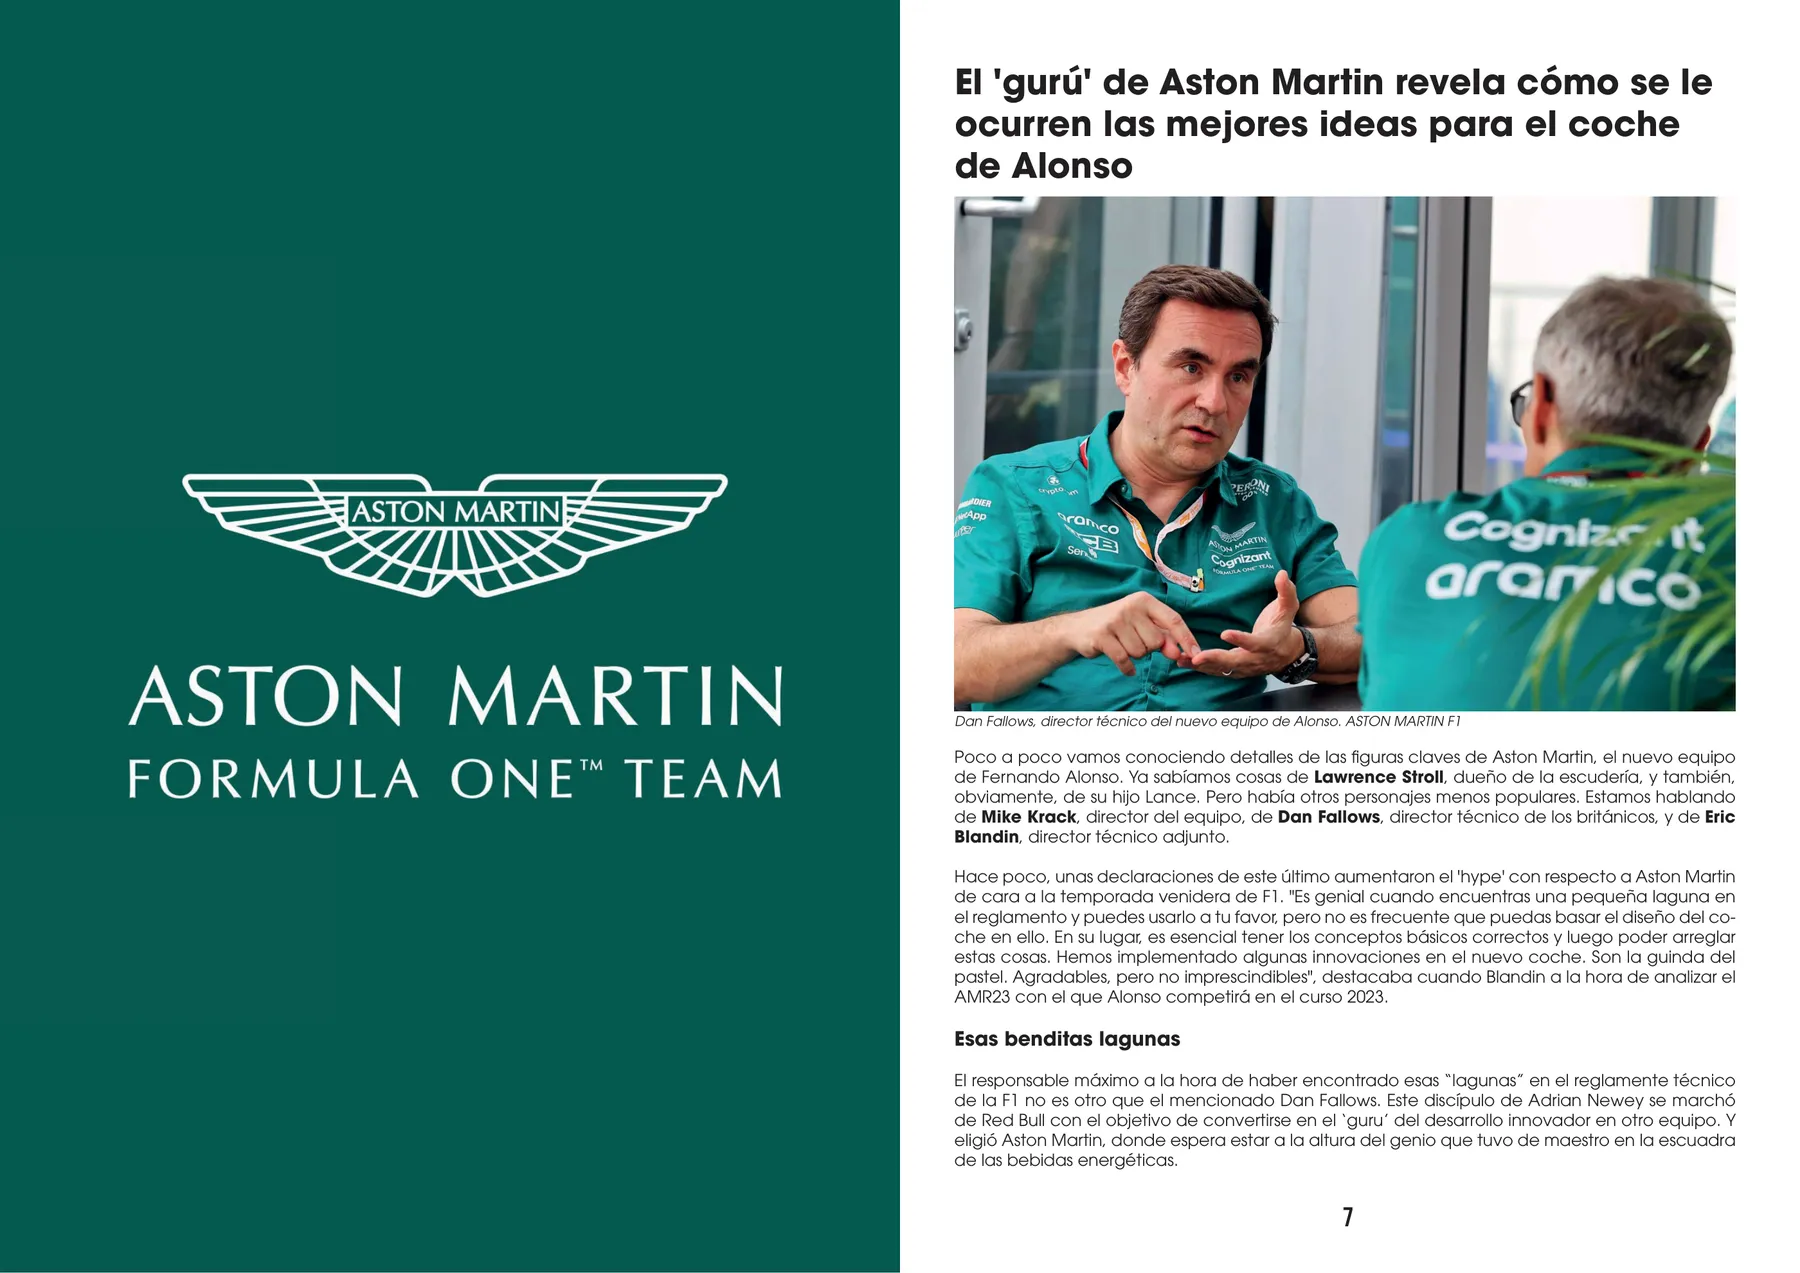 ASTON MARTIN
ASTON MARTIN
FORMULA ONE™ TEAM
El 'gurú' de Aston Martin revela cómo se le
ocurren las mejores ideas para el coche
de Alonso
crypto
PERONI
aramco
NetApp
ASTON MARTIN
Cognizant
FORMULA ONE™ TEAM
Cognizant
aramco
Dan Fallows, director técnico del nuevo equipo de Alonso. ASTON MARTIN F1
Poco a poco vamos conociendo detalles de las figuras claves de Aston Martin, el nuevo equipo
de Fernando Alonso. Ya sabíamos cosas de Lawrence Stroll, dueño de la escudería, y también,
obviamente, de su hijo Lance. Pero había otros personajes menos populares. Estamos hablando
de Mike Krack, director del equipo, de Dan Fallows, director técnico de los británicos, y de Eric
Blandin, director técnico adjunto.
Hace poco, unas declaraciones de este último aumentaron el 'hype' con respecto a Aston Martin
de cara a la temporada venidera de F1. "Es genial cuando encuentras una pequeña laguna en
el reglamento y puedes usarlo a tu favor, pero no es frecuente que puedas basar el diseño del co-
che en ello. En su lugar, es esencial tener los conceptos básicos correctos y luego poder arreglar
estas cosas. Hemos implementado algunas innovaciones en el nuevo coche. Son la guinda del
pastel. Agradables, pero no imprescindibles", destacaba cuando Blandin a la hora de analizar el
AMR23 con el que Alonso competirá en el curso 2023.
Esas benditas lagunas
El responsable máximo a la hora de haber encontrado esas “lagunas” en el reglamente técnico
de la F1 no es otro que el mencionado Dan Fallows. Este discípulo de Adrian Newey se marchó
de Red Bull con el objetivo de convertirse en el ‘guru’ del desarrollo innovador en otro equipo. Y
eligió Aston Martin, donde espera estar a la altura del genio que tuvo de maestro en la escuadra
de las bebidas energéticas.
7